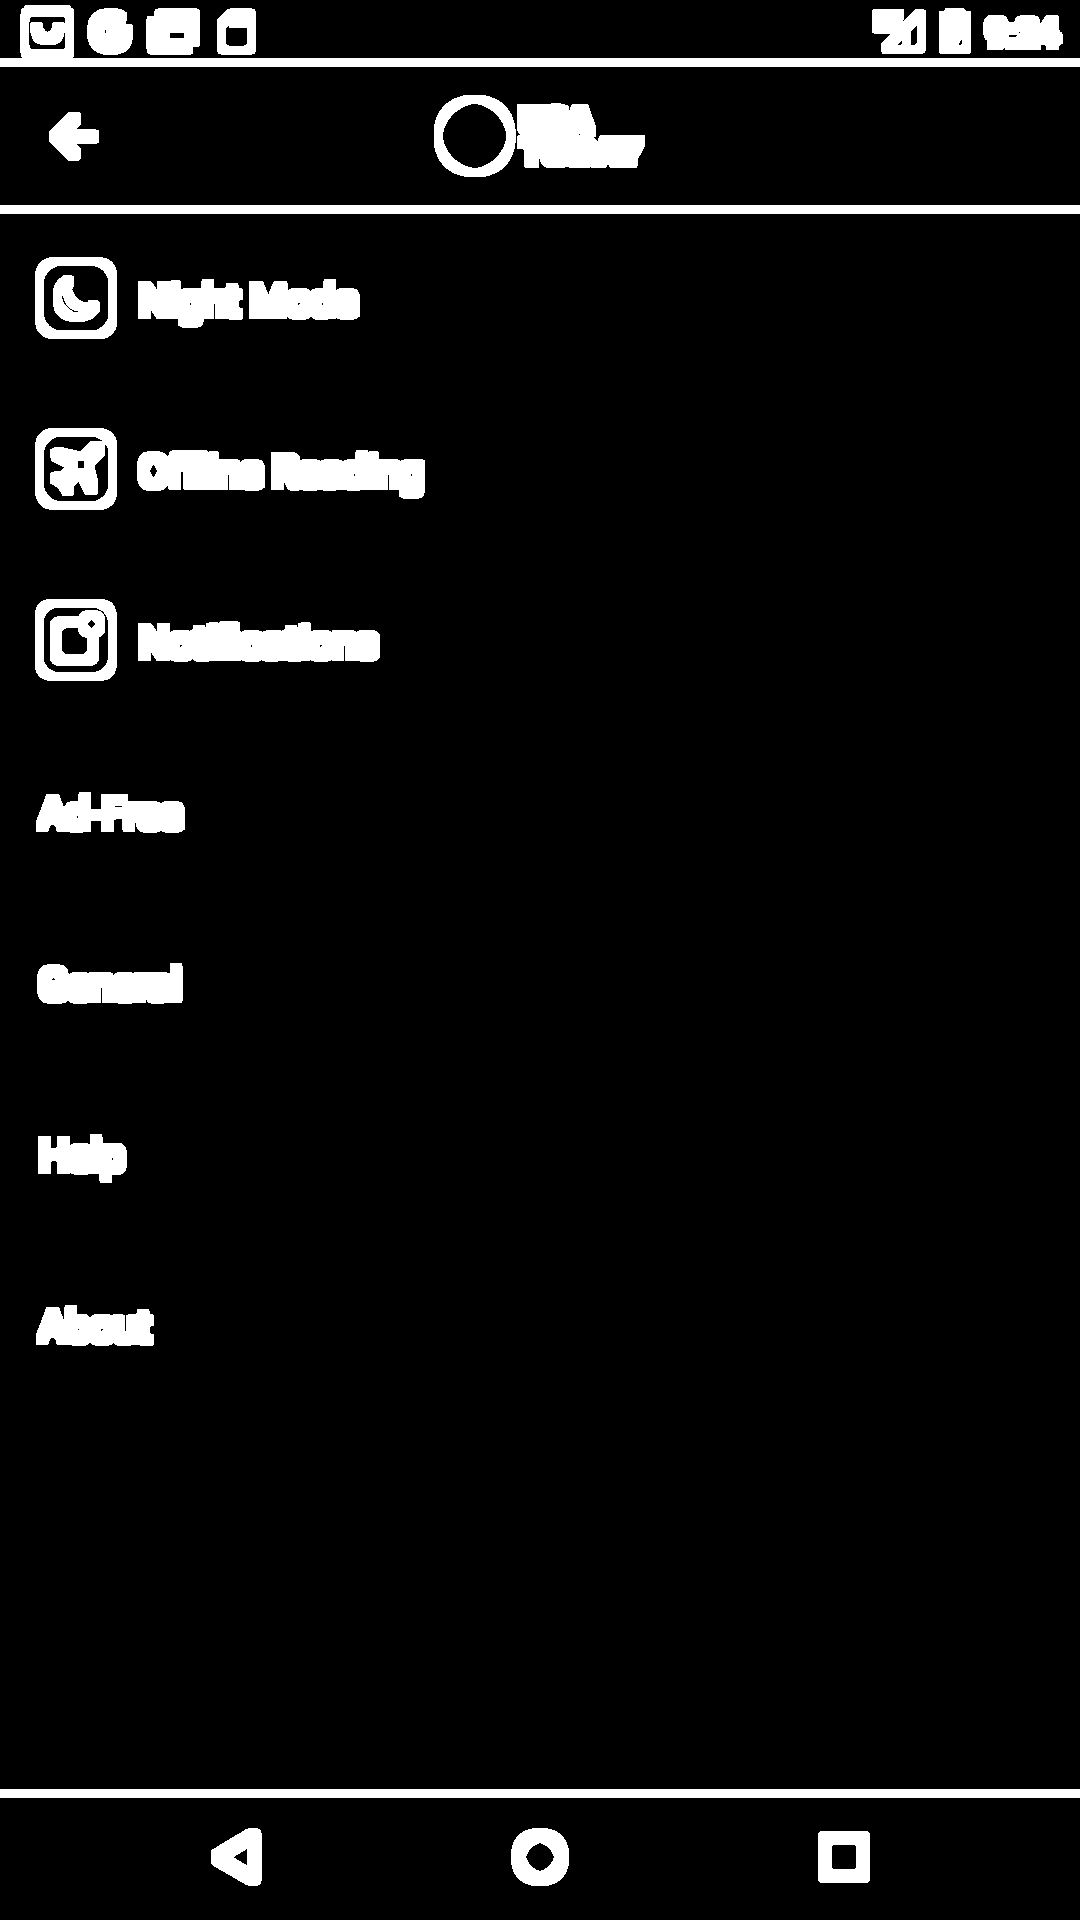 9:24
USA
TODAY
Night Mode
Offline Reading
Notifications
Ad-Free
General
Help
About